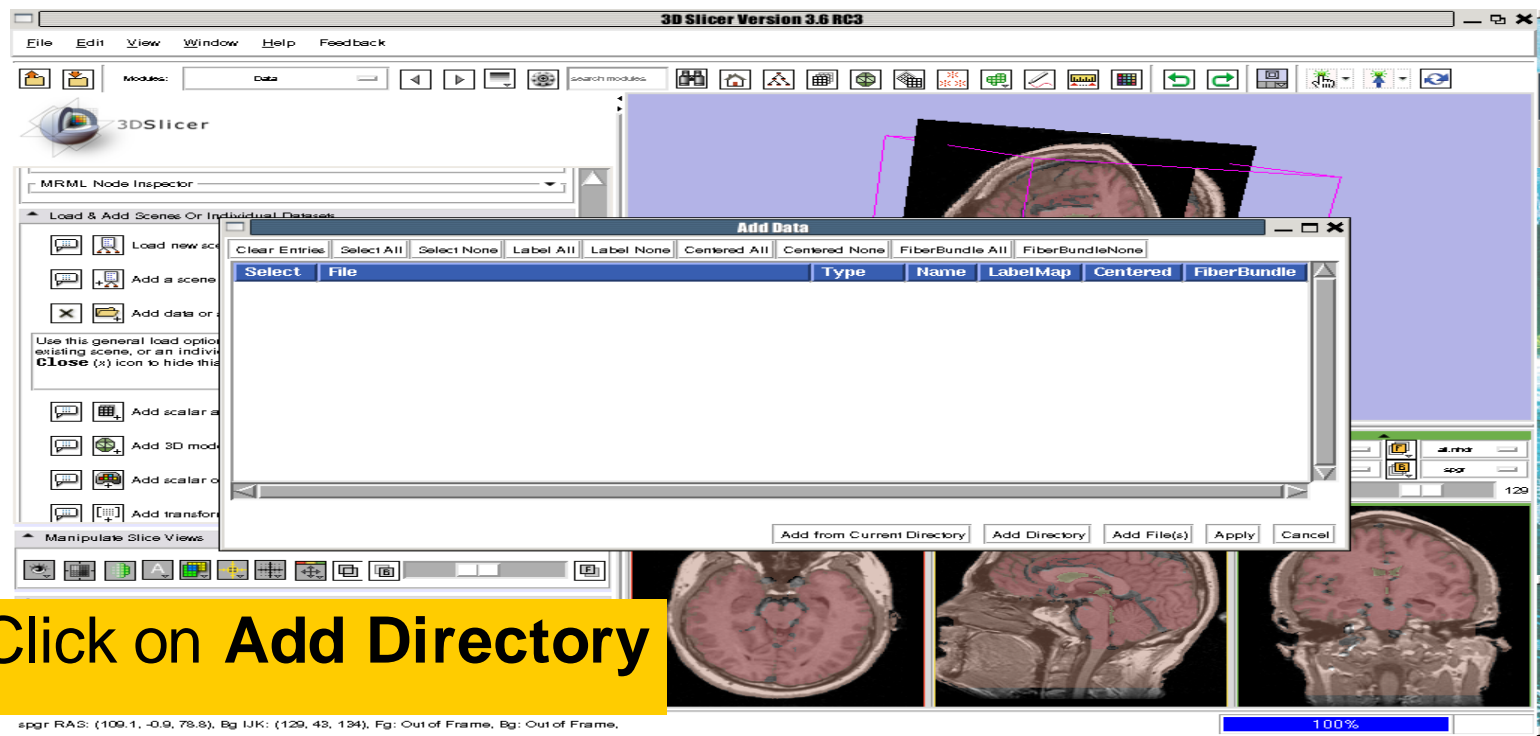 3D Slicer Version 3.6 RC3
File Edit View Window Help Feedback
Modules: Data search modules
3DSlicer
MRML Node Inspector
Load & Add Scenes Or Individual Datasets
Load new sce
Add a scene
Add data or a
Use this general load option
existing scene, or an indivi
Close (x) icon to hide this
Add scalar a
Add 3D mode
Add scalar o
Add transfor
Manipulate Slice Views
Add Data
Clear Entries Select All Select None Label All Label None Centered All Centered None FiberBundle All FiberBundleNone
Select File Type Name LabelMap Centered FiberBundle
Add from Current Directory Add Directory Add File(s) Apply Cancel
F all.nhdr
B spgr
129
B F
Click on Add Directory
spgr RAS: (109.1, -0.9, 78.8), Bg IJK: (129, 43, 134), Fg: Out of Frame, Bg: Out of Frame,
100%